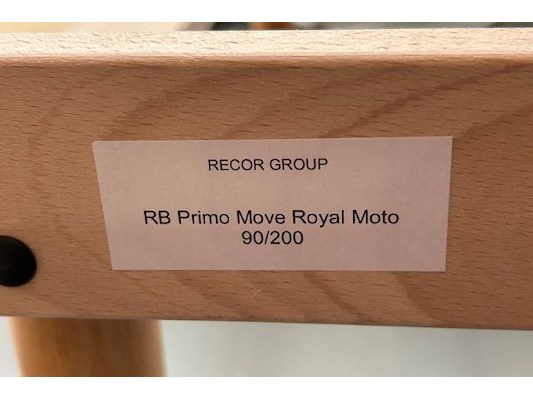 RECOR GROUP
RB Primo Move Royal Moto
90/200